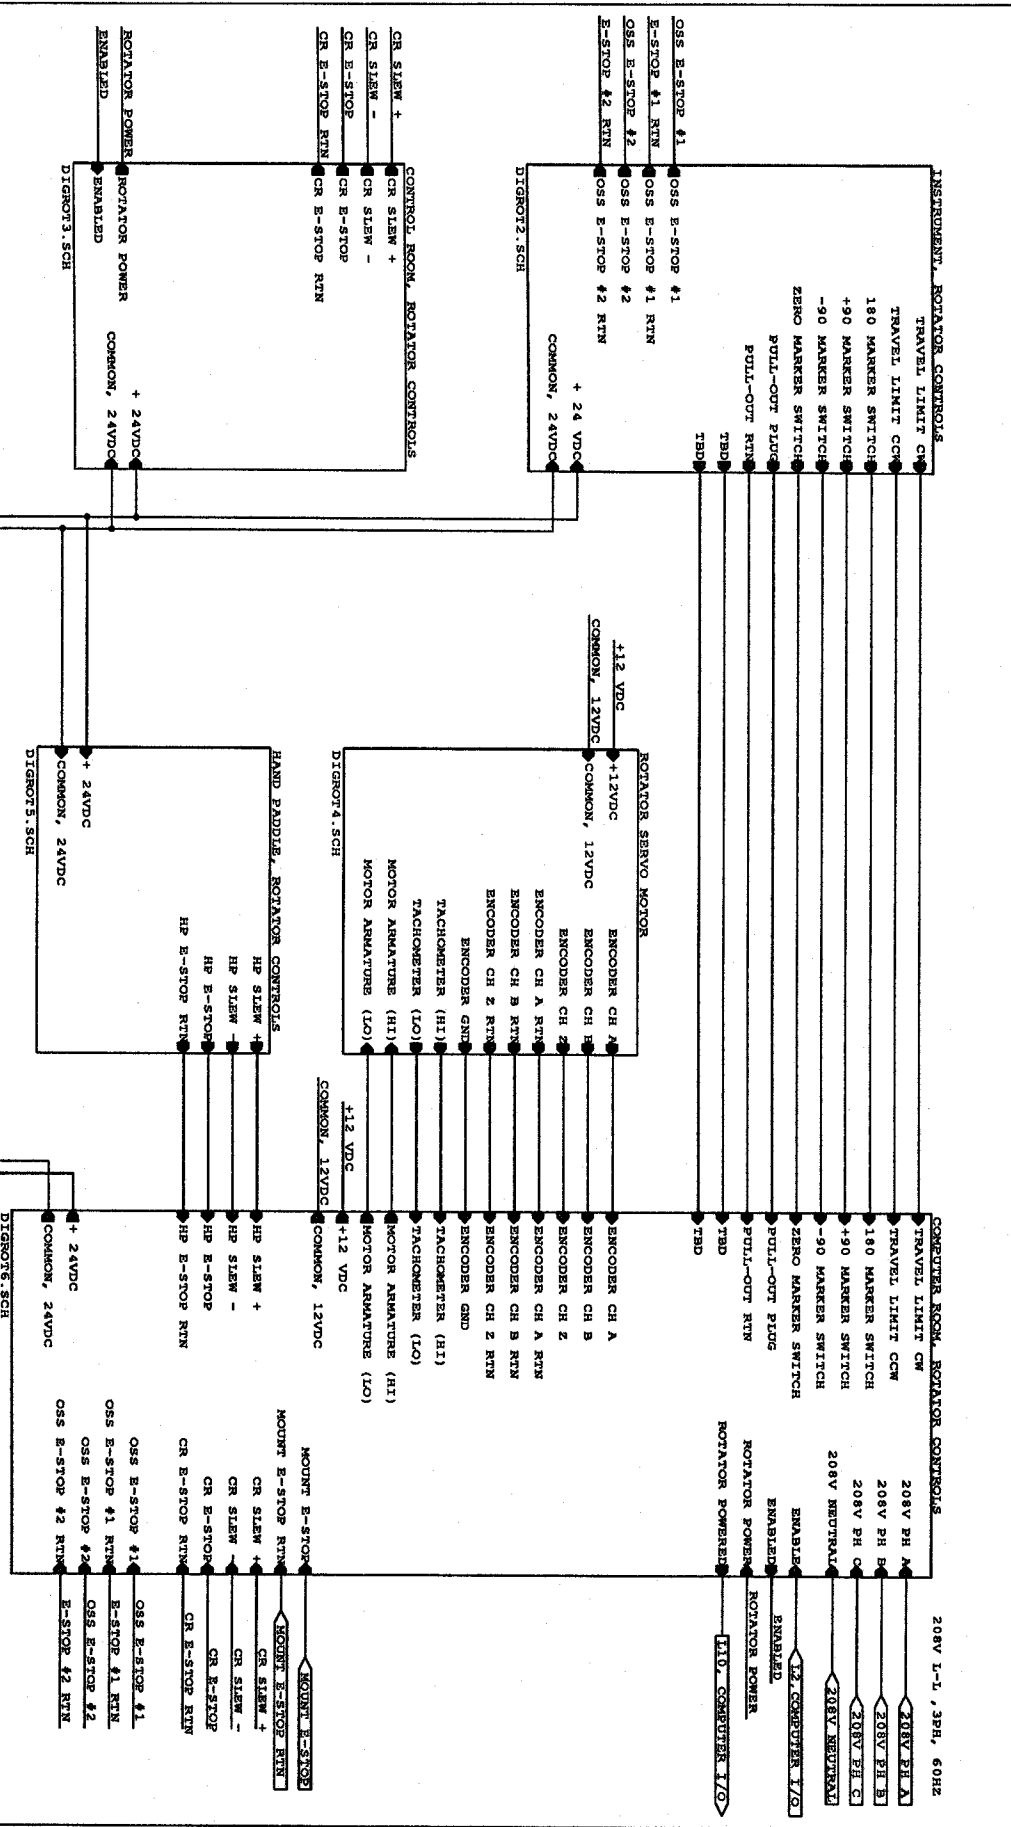 INSTRUMENT, ROTATOR CONTROLS
TRAVEL LIMIT CW
TRAVEL LIMIT CCW
180 MARKER SWITCH
+90 MARKER SWITCH
-90 MARKER SWITCH
ZERO MARKER SWITCH
PULL-OUT PLUG
PULL-OUT RTN
TBD
TBD
OSS E-STOP #1
E-STOP #1 RTN
OSS E-STOP #2
E-STOP #2 RTN
OSS E-STOP #1
OSS E-STOP #1 RTN
OSS E-STOP #2
OSS E-STOP #2 RTN
+ 24 VDC
COMMON, 24VDC
DIGROT2.SCH
CONTROL ROOM, ROTATOR CONTROLS
CR SLEW +
CR SLEW -
CR E-STOP
CR E-STOP RTN
CR SLEW +
CR SLEW -
CR E-STOP
CR E-STOP RTN
ROTATOR POWER
ENABLED
ROTATOR POWER
ENABLED
+ 24VDC
COMMON, 24VDC
DIGROT3.SCH
ROTATOR SERVO MOTOR
+12 VDC
COMMON, 12VDC
+12VDC
COMMON, 12VDC
ENCODER CH A
ENCODER CH B
ENCODER CH Z
ENCODER CH A RTN
ENCODER CH B RTN
ENCODER CH Z RTN
ENCODER GND
TACHOMETER (HI)
TACHOMETER (LO)
MOTOR ARMATURE (HI)
MOTOR ARMATURE (LO)
DIGROT4.SCH
HAND PADDLE, ROTATOR CONTROLS
HP SLEW +
HP SLEW -
HP E-STOP
HP E-STOP RTN
+ 24VDC
COMMON, 24VDC
DIGROT5.SCH
COMPUTER ROOM, ROTATOR CONTROLS
TRAVEL LIMIT CW
TRAVEL LIMIT CCW
180 MARKER SWITCH
+90 MARKER SWITCH
-90 MARKER SWITCH
ZERO MARKER SWITCH
PULL-OUT PLUG
PULL-OUT RTN
TBD
TBD
ENCODER CH A
ENCODER CH B
ENCODER CH Z
ENCODER CH A RTN
ENCODER CH B RTN
ENCODER CH Z RTN
ENCODER GND
TACHOMETER (HI)
TACHOMETER (LO)
MOTOR ARMATURE (HI)
MOTOR ARMATURE (LO)
+12 VDC
COMMON, 12VDC
+12 VDC
COMMON, 12VDC
HP SLEW +
HP SLEW -
HP E-STOP
HP E-STOP RTN
+ 24VDC
COMMON, 24VDC
DIGROT6.SCH
208V PH A
208V PH B
208V PH C
208V NEUTRAL
ENABLE
ENABLED
ROTATOR POWER
ROTATOR POWERED
MOUNT E-STOP
MOUNT E-STOP RTN
CR SLEW +
CR SLEW -
CR E-STOP
CR E-STOP RTN
OSS E-STOP #1
OSS E-STOP #1 RTN
OSS E-STOP #2
OSS E-STOP #2 RTN
208V L-L ,3PH, 60HZ
208V PH A
208V PH B
208V PH C
208V NEUTRAL
L2,COMPUTER I/O
ENABLED
ROTATOR POWER
L10, COMPUTER I/O
MOUNT E-STOP
MOUNT E-STOP RTN
CR SLEW +
CR SLEW -
CR E-STOP
CR E-STOP RTN
OSS E-STOP #1
E-STOP #1 RTN
OSS E-STOP #2
E-STOP #2 RTN